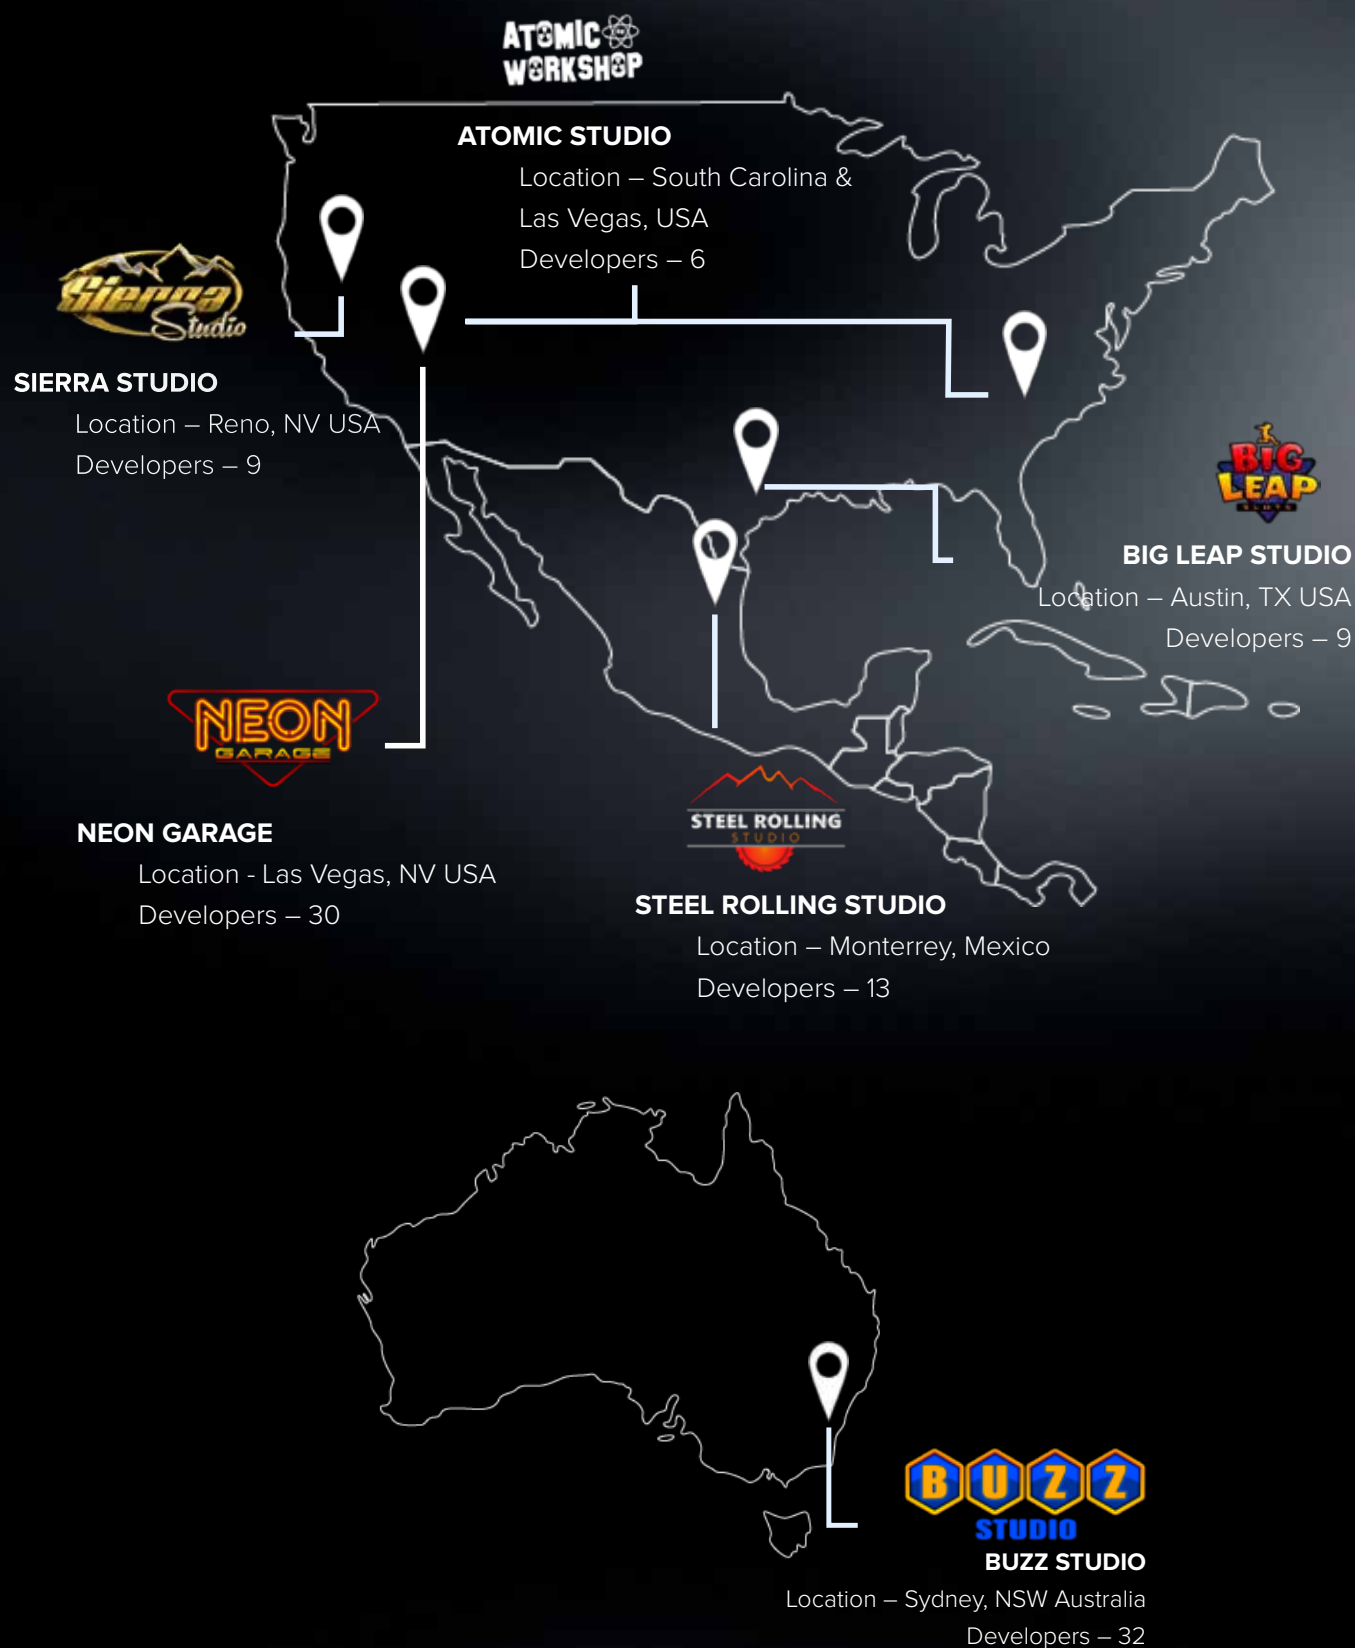 ATOMIC
WORKSHOP
ATOMIC STUDIO
Location – South Carolina &
Las Vegas, USA
Developers – 6
Sierra
Studio
SIERRA STUDIO
Location – Reno, NV USA
Developers – 9
BIG
LEAP
SLOTS
BIG LEAP STUDIO
Location – Austin, TX USA
Developers – 9
NEON
GARAGE
NEON GARAGE
Location - Las Vegas, NV USA
Developers – 30
STEEL ROLLING
STUDIO
STEEL ROLLING STUDIO
Location – Monterrey, Mexico
Developers – 13
BUZZ
STUDIO
BUZZ STUDIO
Location – Sydney, NSW Australia
Developers – 32